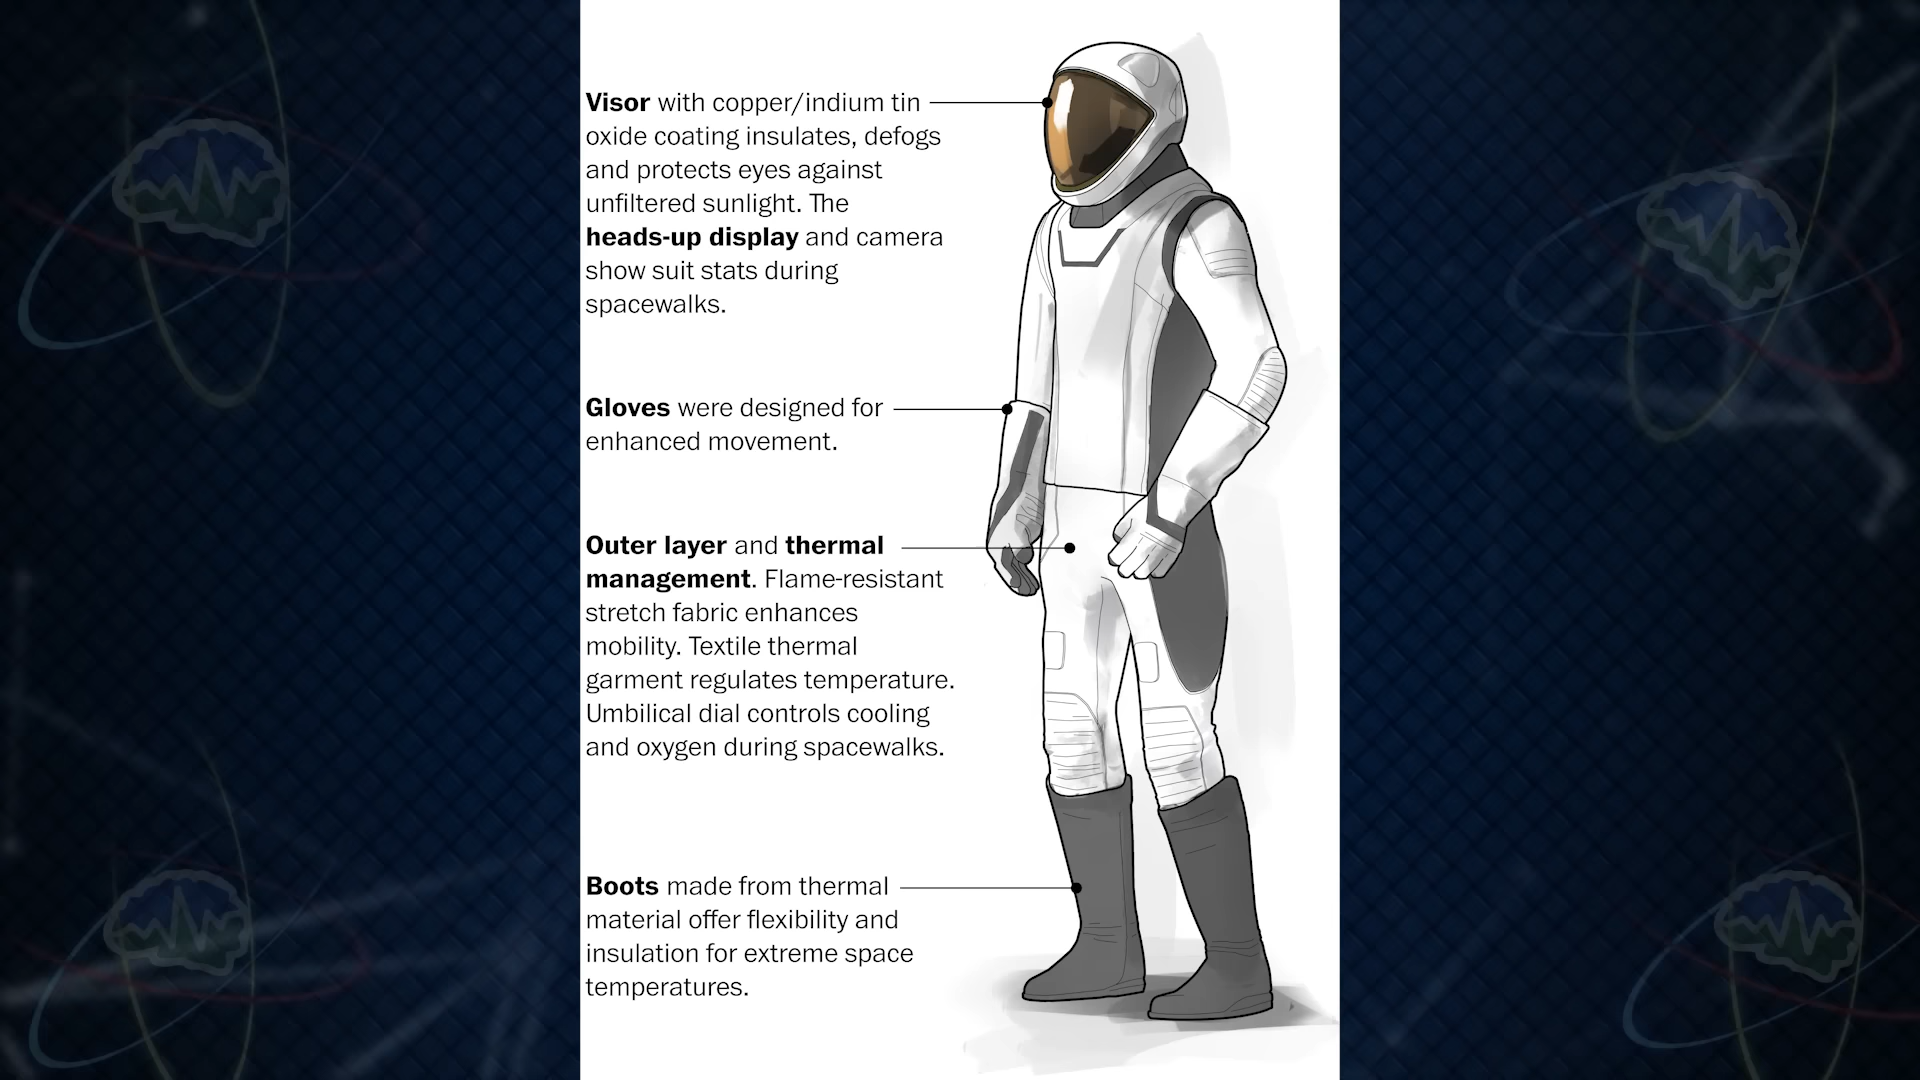 Visor with copper/indium tin
oxide coating insulates, defogs
and protects eyes against
unfiltered sunlight. The
heads-up display and camera
show suit stats during
spacewalks.
Gloves were designed for
enhanced movement.
Outer layer and thermal
management. Flame-resistant
stretch fabric enhances
mobility. Textile thermal
garment regulates temperature.
Umbilical dial controls cooling
and oxygen during spacewalks.
Boots made from thermal
material offer flexibility and
insulation for extreme space
temperatures.